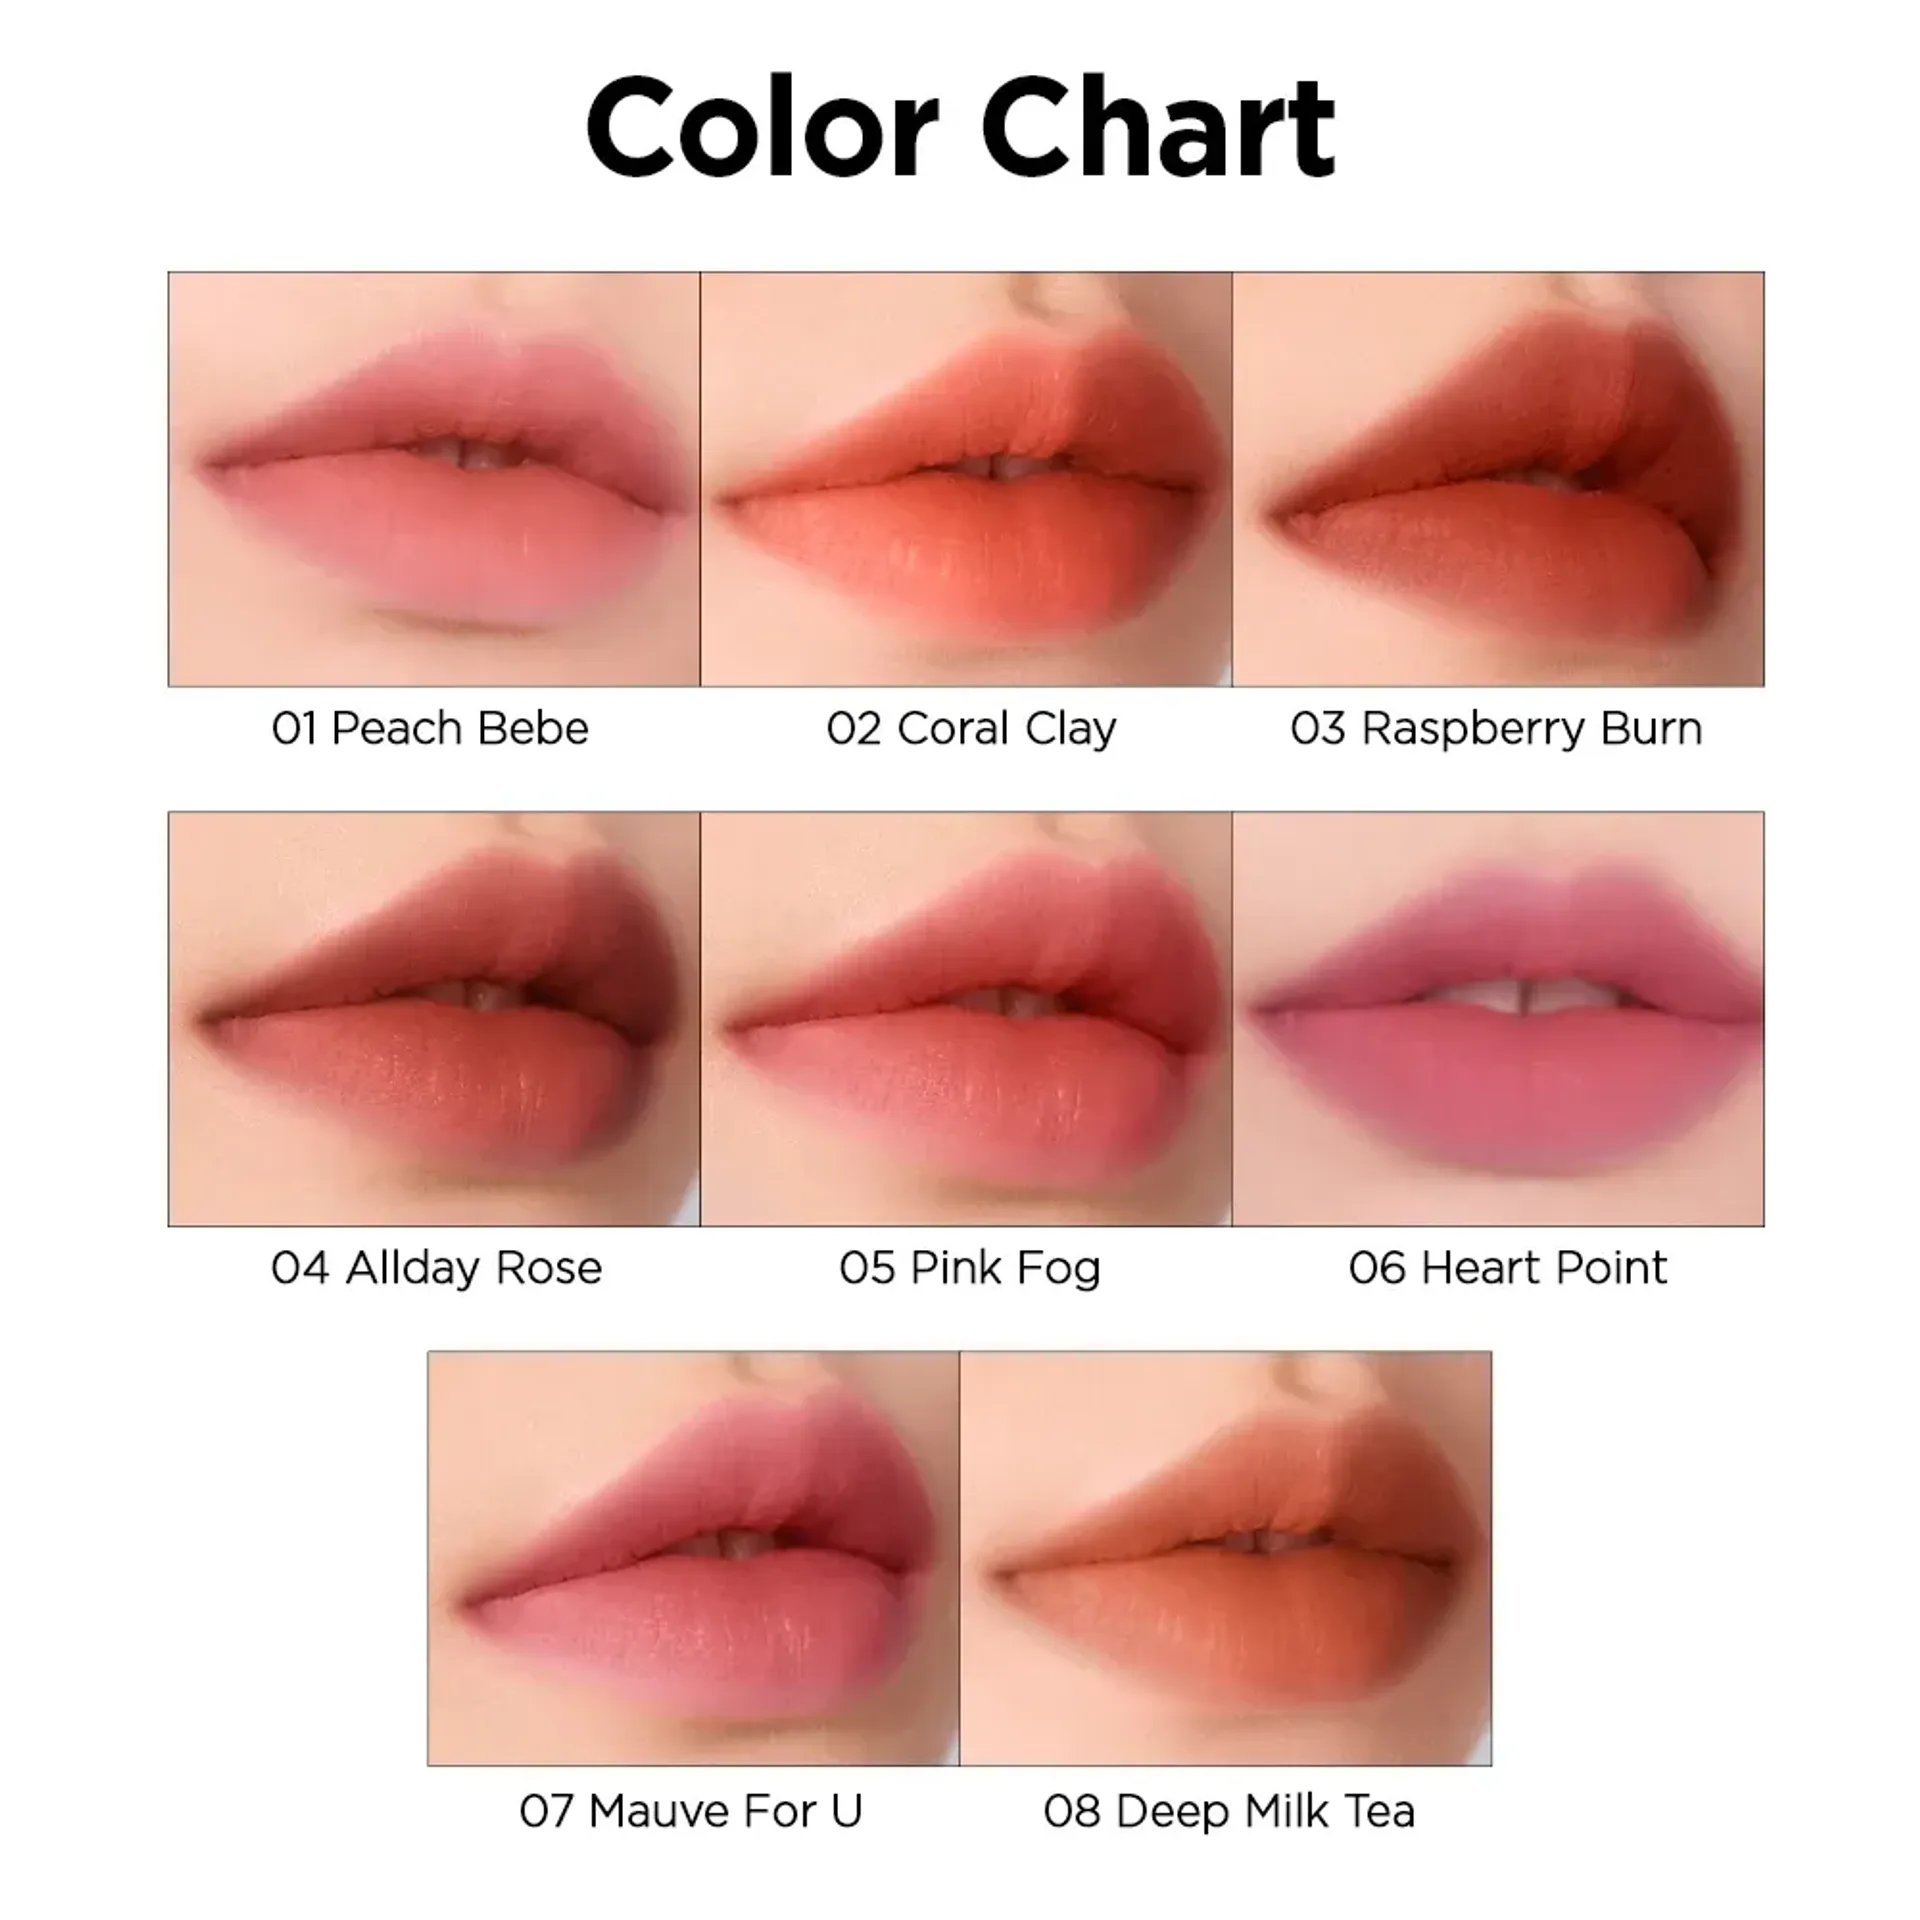 Color Chart
01 Peach Bebe
02 Coral Clay
03 Raspberry Burn
04 Allday Rose
05 Pink Fog
06 Heart Point
07 Mauve For U
08 Deep Milk Tea